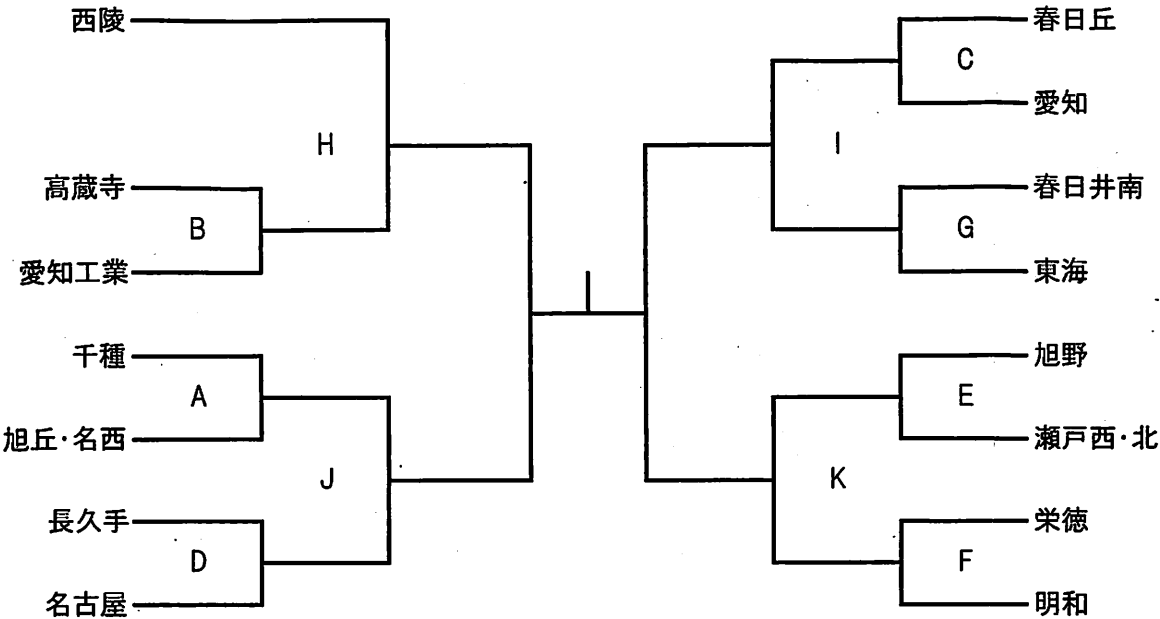 西陵
高蔵寺
愛知工業
千種
旭丘・名西
長久手
名古屋
H
B
A
J
D
春日丘
愛知
春日井南
東海
旭野
瀬戸西・北
栄徳
明和
C
I
G
E
K
F